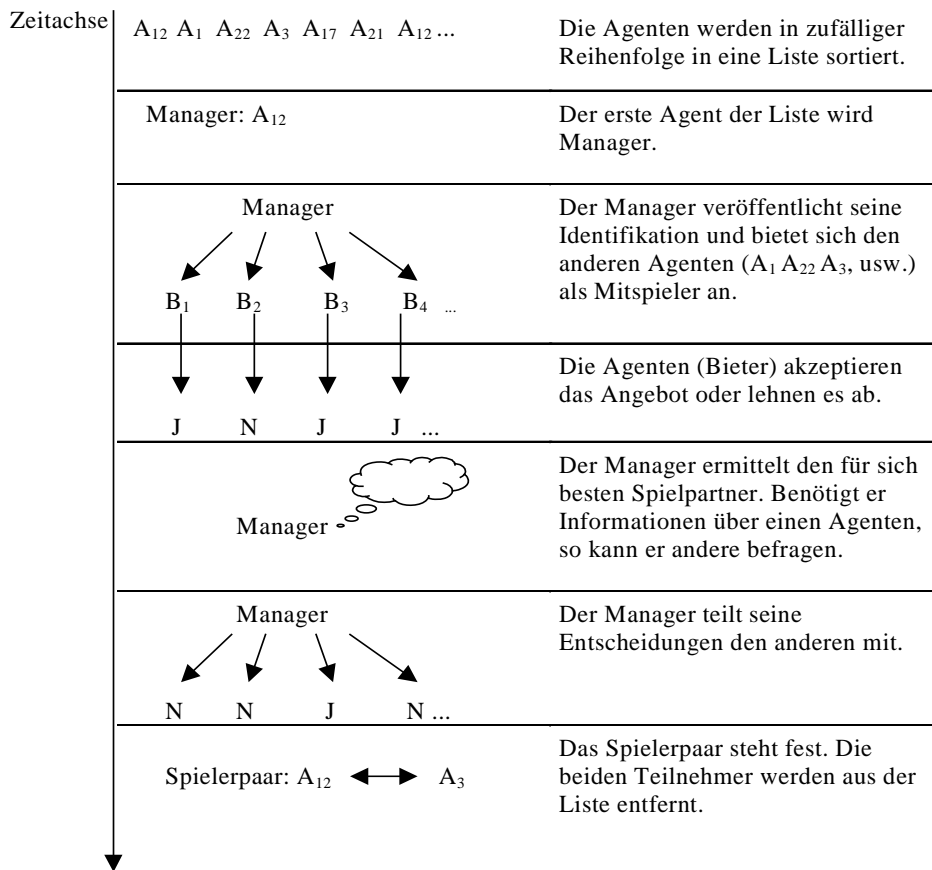 Zeitachse
A12 A1 A22 A3 A17 A21 A12 ...
Die Agenten werden in zufälliger
Reihenfolge in eine Liste sortiert.
Manager: A12
Der erste Agent der Liste wird
Manager.
Manager
B1 B2 B3 B4 ...
Der Manager veröffentlicht seine
Identifikation und bietet sich den
anderen Agenten (A1 A22 A3, usw.)
als Mitspieler an.
J N J J ...
Die Agenten (Bieter) akzeptieren
das Angebot oder lehnen es ab.
Manager
Der Manager ermittelt den für sich
besten Spielpartner. Benötigt er
Informationen über einen Agenten,
so kann er andere befragen.
Manager
N N J N ...
Der Manager teilt seine
Entscheidungen den anderen mit.
Spielerpaar: A12 A3
Das Spielerpaar steht fest. Die
beiden Teilnehmer werden aus der
Liste entfernt.